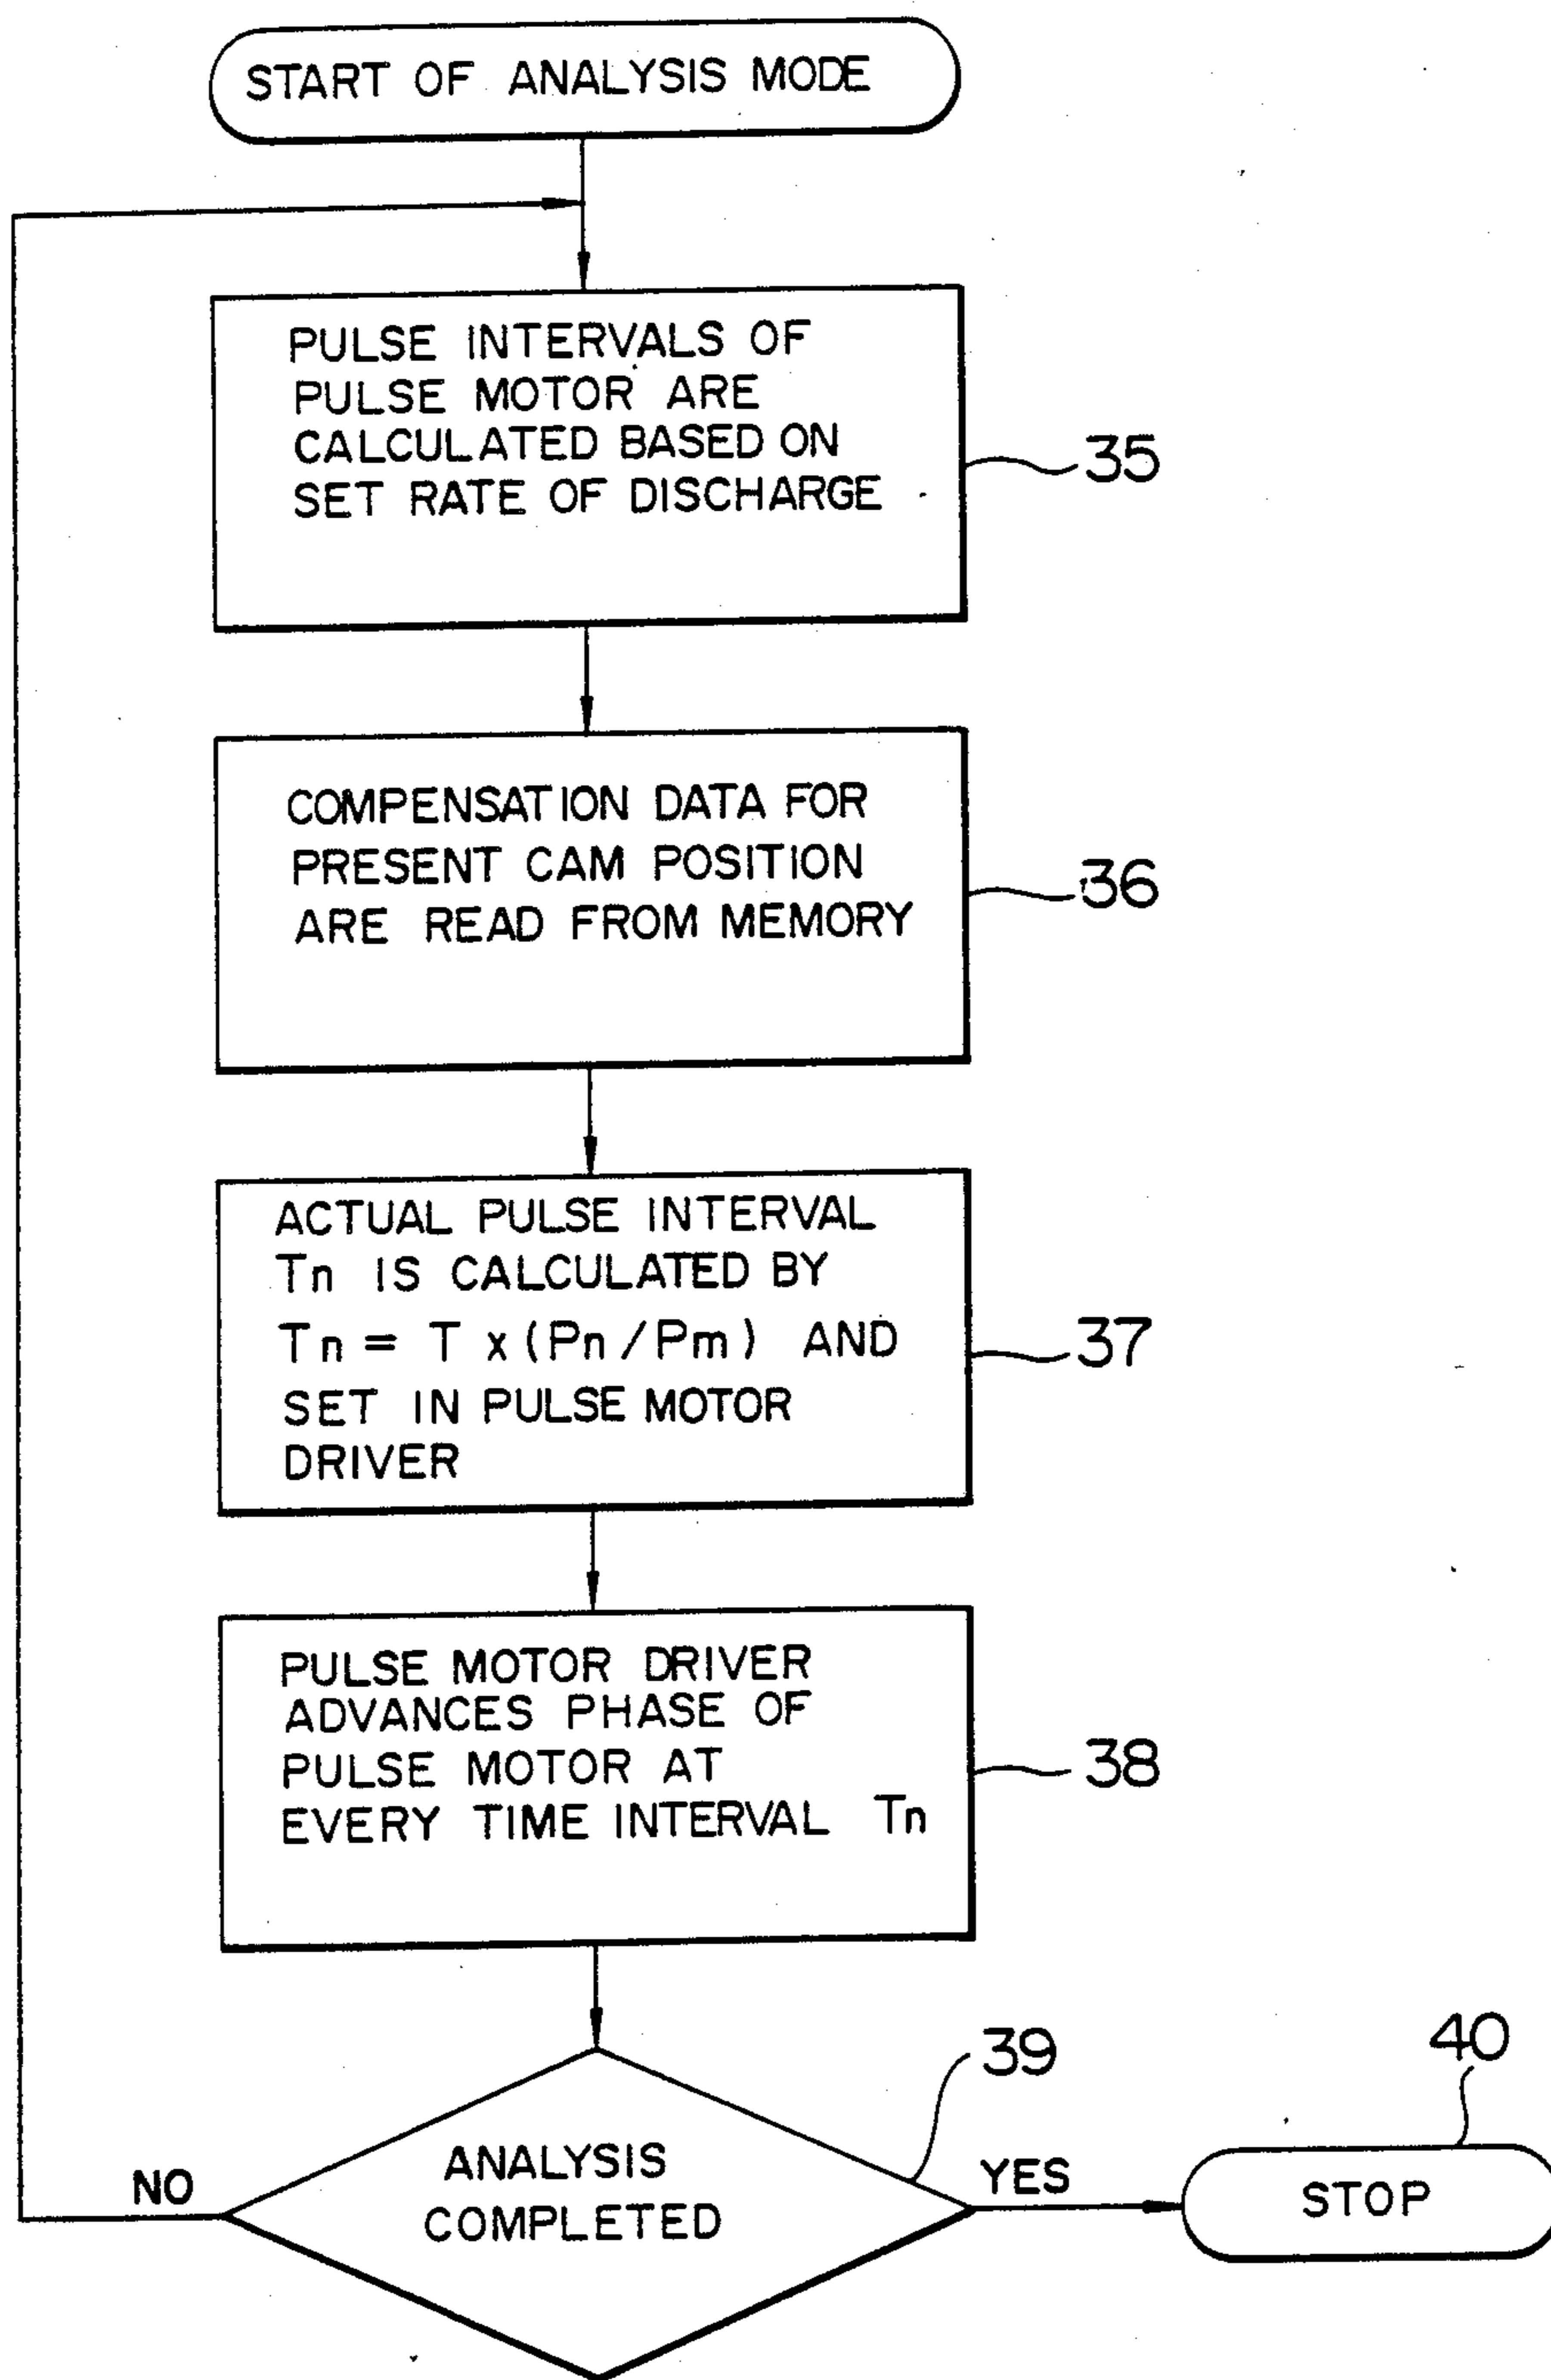 START OF ANALYSIS MODE
PULSE INTERVALS OF
PULSE MOTOR ARE
CALCULATED BASED ON
SET RATE OF DISCHARGE
35
COMPENSATION DATA FOR
PRESENT CAM POSITION
ARE READ FROM MEMORY
36
ACTUAL PULSE INTERVAL
Tn IS CALCULATED BY
Tn = T x (Pn / Pm) AND
SET IN PULSE MOTOR
DRIVER
37
PULSE MOTOR DRIVER
ADVANCES PHASE OF
PULSE MOTOR AT
EVERY TIME INTERVAL Tn
38
39
40
ANALYSIS
COMPLETED
NO
YES
STOP